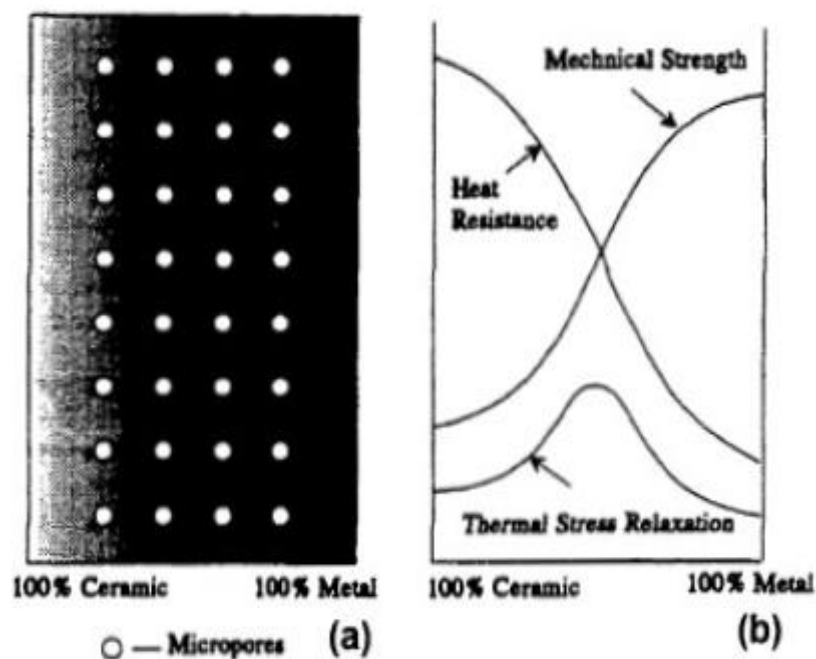 Mechnical Strength
Heat
Resistance
Thermal Stress Relaxation
100% Ceramic 100% Metal
100% Ceramic 100% Metal
○ — Micropores (a)
(b)